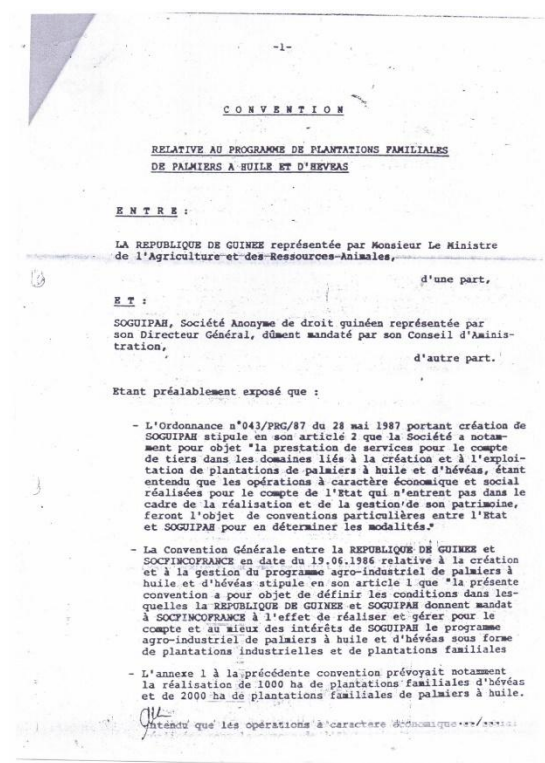 -1-
C O N V E N T I O N
RELATIVE AU PROGRAMME DE PLANTATIONS FAMILIALES
DE PALMIERS A HUILE ET D'HEVEAS
E N T R E :
LA REPUBLIQUE DE GUINEE représentée par Monsieur Le Ministre
de l'Agriculture et des Ressources-Animales,
d'une part,
E T :
SOGUIPAH, Société Anonyme de droit guinéen représentée par
son Directeur Général, dûment mandaté par son Conseil d'Aminis-
tration,
d'autre part.
Etant préalablement exposé que :
- L'Ordonnance n°043/PRG/87 du 28 mai 1987 portant création de
SOGUIPAH stipule en son article 2 que la Société a notam-
ment pour objet "la prestation de services pour le compte
de tiers dans les domaines liés à la création et à l'exploi-
tation de plantations de palmiers à huile et d'hévéas, étant
entendu que les opérations à caractère économique et social
réalisées pour le compte de l'Etat qui n'entrent pas dans le
cadre de la réalisation et de la gestion de son patrimoine,
feront l'objet de conventions particulières entre l'Etat
et SOGUIPAH pour en déterminer les modalités."
- La Convention Générale entre la REPUBLIQUE DE GUINEE et
SOCFINCOFRANCE en date du 19.06.1986 relative à la création
et à la gestion du programme agro-industriel de palmiers à
huile et d'hévéas stipule en son article 1 que "la présente
convention a pour objet de définir les conditions dans les-
quelles la REPUBLIQUE DE GUINEE et SOGUIPAH donnent mandat
à SOCFINCOFRANCE à l'effet de réaliser et gérer pour le
compte et au mieux des intérêts de SOGUIPAH le programme
agro-industriel de palmiers à huile et d'hévéas sous forme
de plantations industrielles et de plantations familiales
- L'annexe 1 à la précédente convention prévoyait notamment
la réalisation de 1000 ha de plantations familiales d'hévéas
et de 2000 ha de plantations familiales de palmiers à huile.
entendu que les opérations à caractere économique ../.....